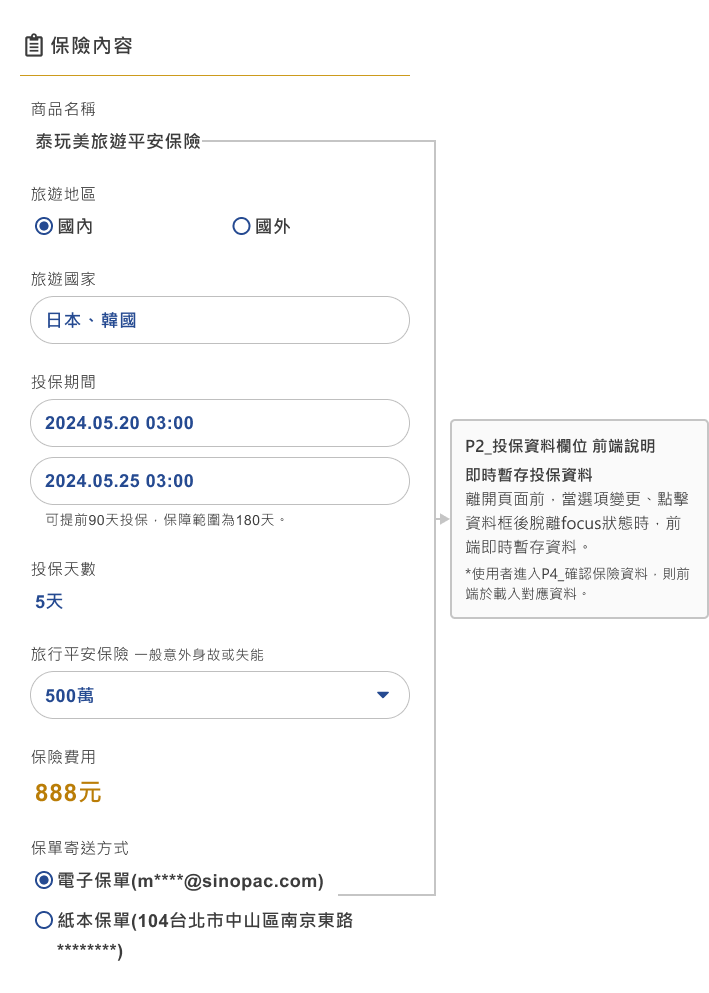 保險內容
商品名稱
泰玩美旅遊平安保險
旅遊地區
國內 國外
旅遊國家
日本、韓國
投保期間
2024.05.20 03:00
2024.05.25 03:00
可提前90天投保，保障範圍為180天。
投保天數
5天
旅行平安保險 一般意外身故或失能
500萬
保險費用
888元
保單寄送方式
電子保單(m****@sinopac.com)
紙本保單(104台北市中山區南京東路
********)
P2_投保資料欄位 前端說明
即時暫存投保資料
離開頁面前，當選項變更、點擊
資料框後脫離focus狀態時，前
端即時暫存資料。
*使用者進入P4_確認保險資料，則前
端於載入對應資料。